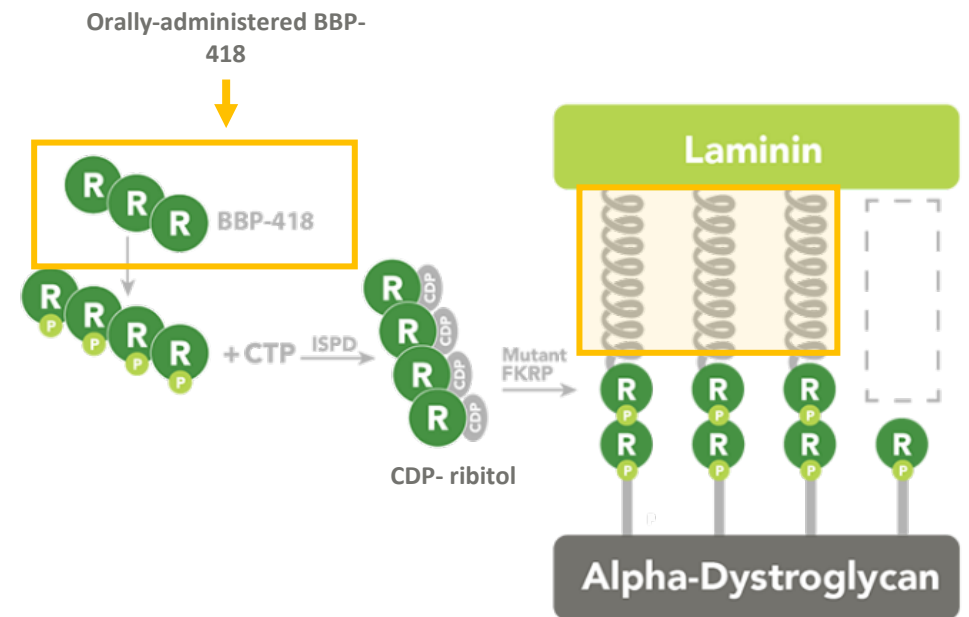 Orally-administered BBP-
418
Laminin
R
R
R
BBP-418
R
P
R
P
R
P
R
P
+ CTP
ISPD
R
CDP
R
CDP
R
CDP
R
CDP
CDP- ribitol
Mutant
FKRP
R R R
P P P
R R R R
P P P P
Alpha-Dystroglycan